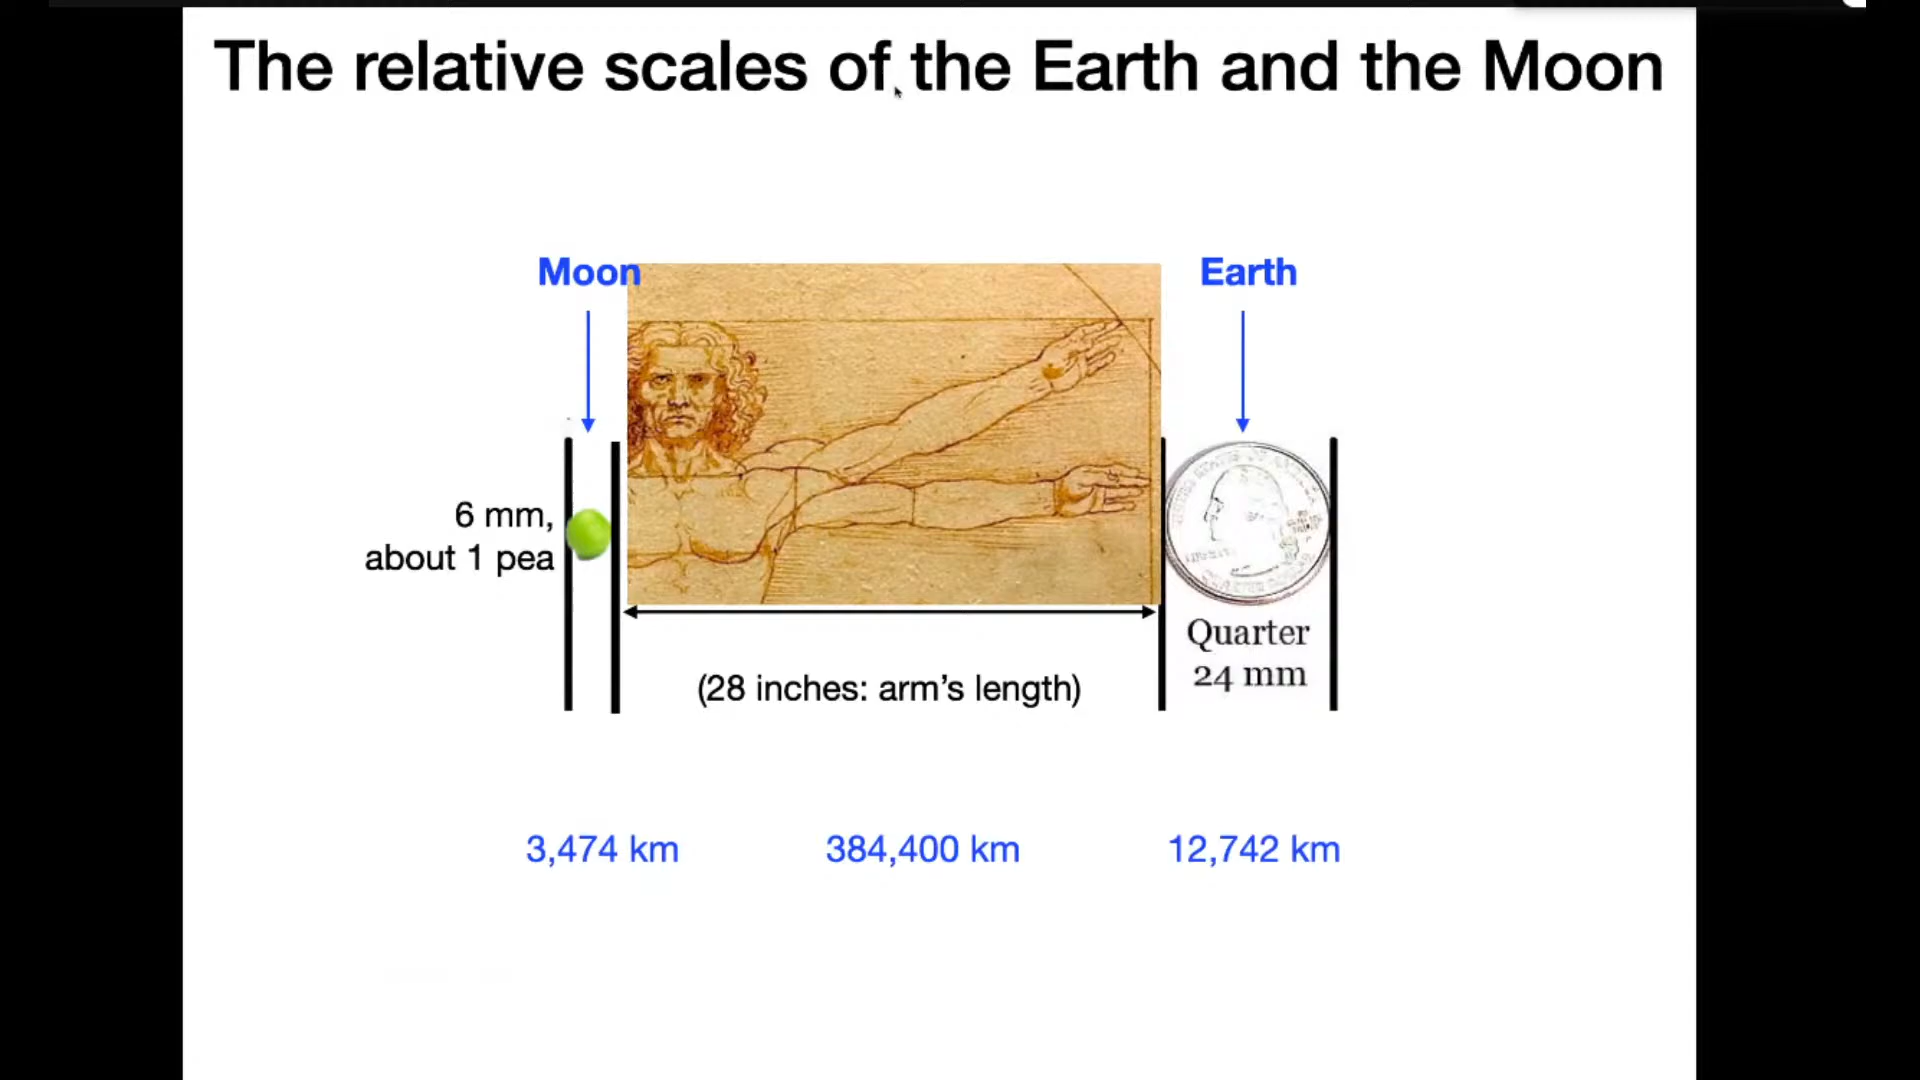 The relative scales of the Earth and the Moon
Moon
Earth
6 mm,
about 1 pea
Quarter
24 mm
(28 inches: arm’s length)
3,474 km
384,400 km
12,742 km